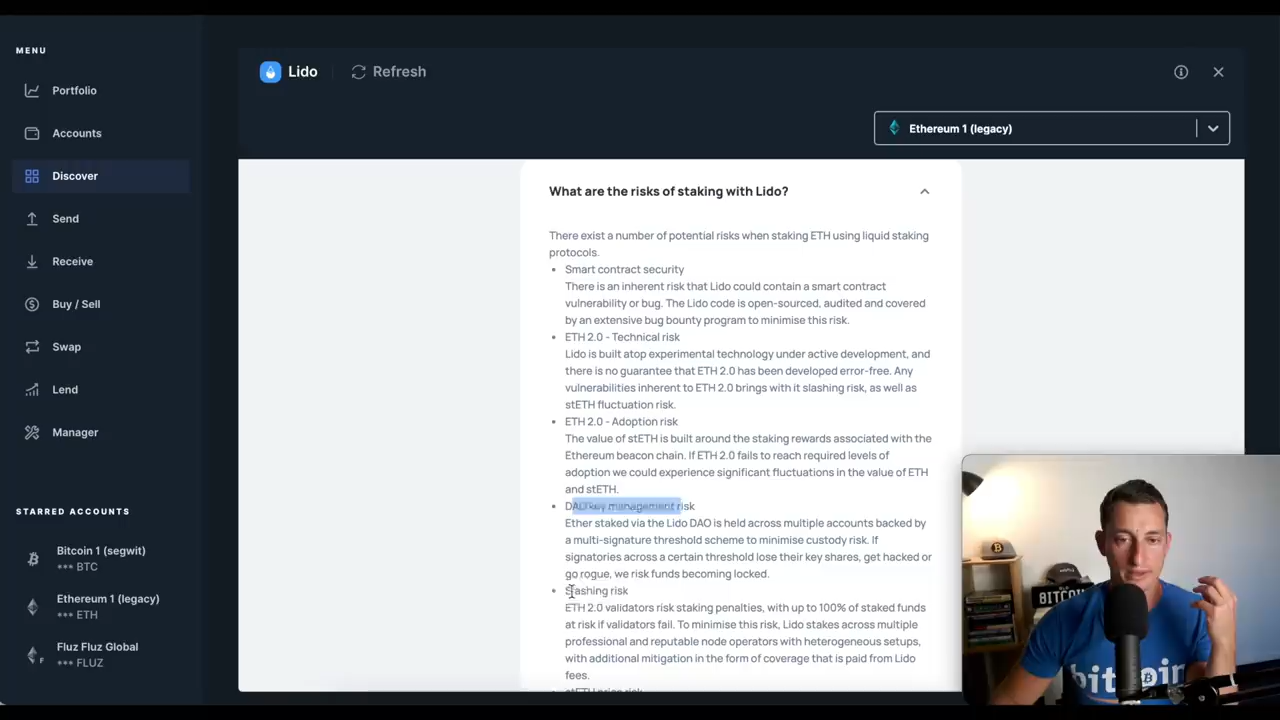 MENU
Portfolio
Accounts
Discover
Send
Receive
Buy / Sell
Swap
Lend
Manager
STARRED ACCOUNTS
Bitcoin 1 (segwit)
*** BTC
Ethereum 1 (legacy)
*** ETH
F
Fluz Fluz Global
*** FLUZ
Lido
Refresh
Ethereum 1 (legacy)
What are the risks of staking with Lido?
There exist a number of potential risks when staking ETH using liquid staking
protocols.
• Smart contract security
There is an inherent risk that Lido could contain a smart contract
vulnerability or bug. The Lido code is open-sourced, audited and covered
by an extensive bug bounty program to minimise this risk.
• ETH 2.0 - Technical risk
Lido is built atop experimental technology under active development, and
there is no guarantee that ETH 2.0 has been developed error-free. Any
vulnerabilities inherent to ETH 2.0 brings with it slashing risk, as well as
stETH fluctuation risk.
• ETH 2.0 - Adoption risk
The value of stETH is built around the staking rewards associated with the
Ethereum beacon chain. If ETH 2.0 fails to reach required levels of
adoption we could experience significant fluctuations in the value of ETH
and stETH.
• DAO key management risk
Ether staked via the Lido DAO is held across multiple accounts backed by
a multi-signature threshold scheme to minimise custody risk. If
signatories across a certain threshold lose their key shares, get hacked or
go rogue, we risk funds becoming locked.
• Slashing risk
ETH 2.0 validators risk staking penalties, with up to 100% of staked funds
at risk if validators fail. To minimise this risk, Lido stakes across multiple
professional and reputable node operators with heterogeneous setups,
with additional mitigation in the form of coverage that is paid from Lido
fees.
• stETH price risk
BITCOIN
bitcoin